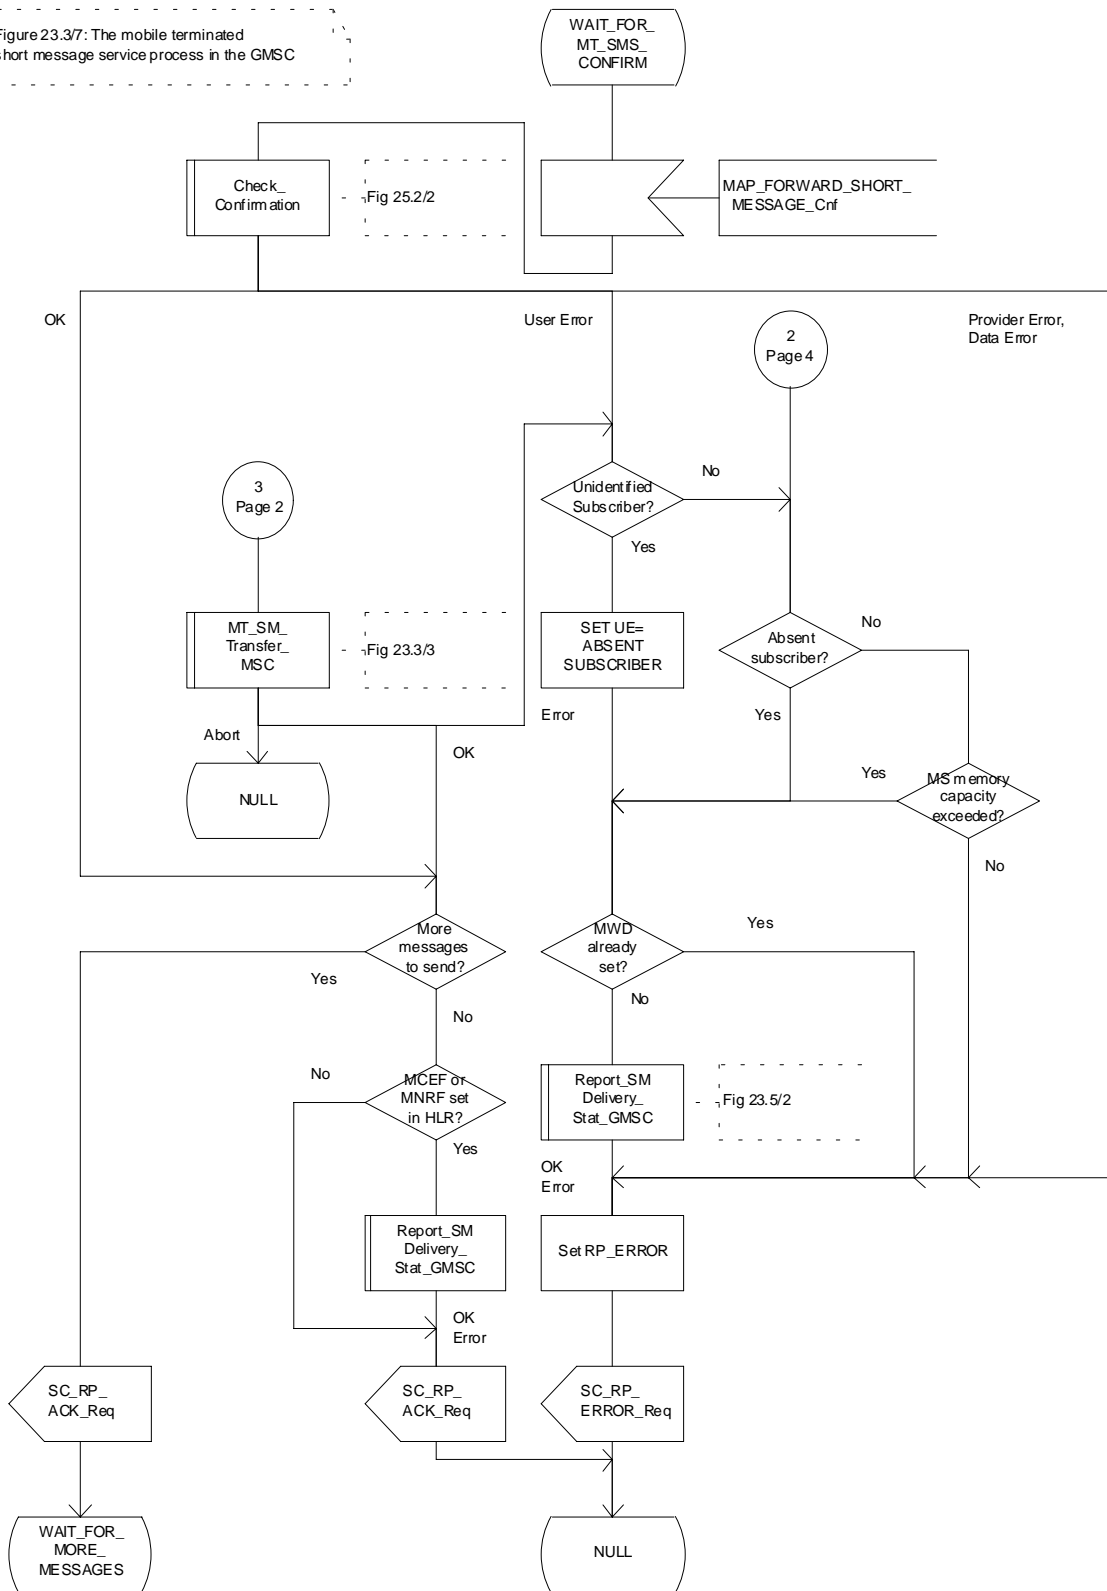 Figure 23.3/7: The mobile terminated
short message service process in the GMSC
WAIT_FOR_
MT_SMS_
CONFIRM
Check_
Confirmation
Fig 25.2/2
MAP_FORWARD_SHORT_
MESSAGE_Cnf
OK
User Error
Provider Error,
Data Error
2
Page 4
3
Page 2
Unidentified
Subscriber?
No
Yes
MT_SM_
Transfer_
MSC
Fig 23.3/3
SET UE=
ABSENT
SUBSCRIBER
Absent
subscriber?
No
Abort
OK
Error
Yes
NULL
Yes
MS memory
capacity
exceeded?
No
More
messages
to send?
Yes
No
MWD
already
set?
Yes
No
No
MCEF or
MNRF set
in HLR?
Yes
Report_SM
Delivery_
Stat_GMSC
Fig 23.5/2
OK
Error
Report_SM
Delivery_
Stat_GMSC
Set RP_ERROR
OK
Error
SC_RP_
ACK_Req
SC_RP_
ACK_Req
SC_RP_
ERROR_Req
WAIT_FOR_
MORE_
MESSAGES
NULL